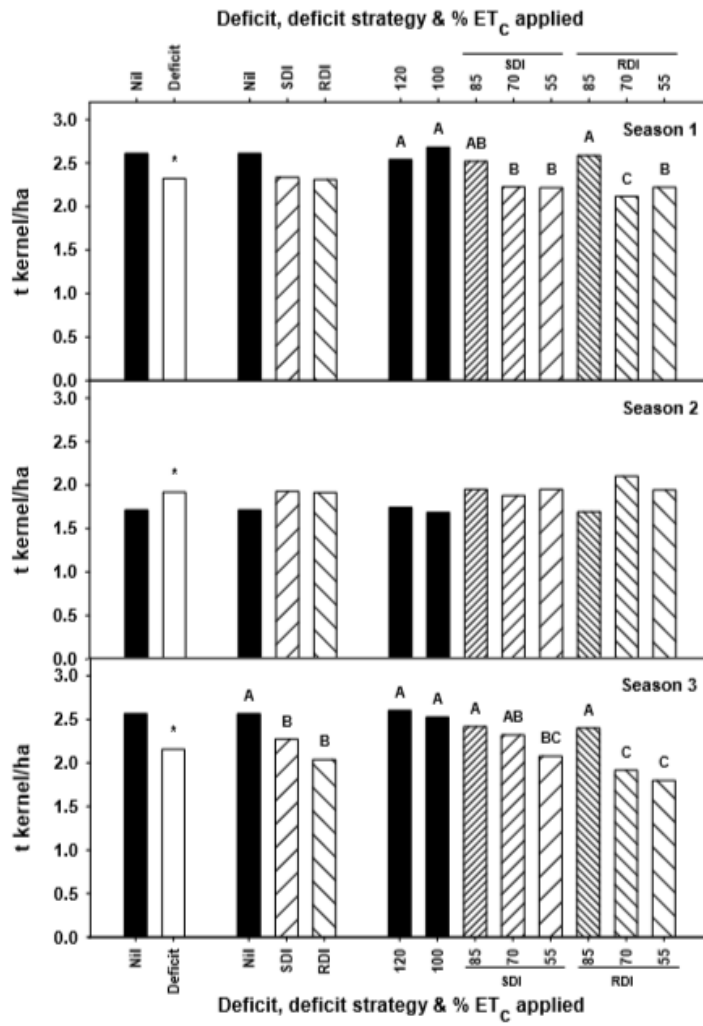 Deficit, deficit strategy & % ETC applied
SDI RDI
Nil Deficit Nil SDI RDI 120 100 85 70 55 85 70 55
Season 1
3.0
2.5
2.0
1.5
1.0
0.5
0.0
t kernel/ha
* A A AB B B A C B
Season 2
3.0
2.5
2.0
1.5
1.0
0.5
0.0
t kernel/ha
*
Season 3
3.0
2.5
2.0
1.5
1.0
0.5
0.0
t kernel/ha
* A B B A A A AB BC A C C
Nil Deficit Nil SDI RDI 120 100 85 70 55 85 70 55
SDI RDI
Deficit, deficit strategy & % ETC applied